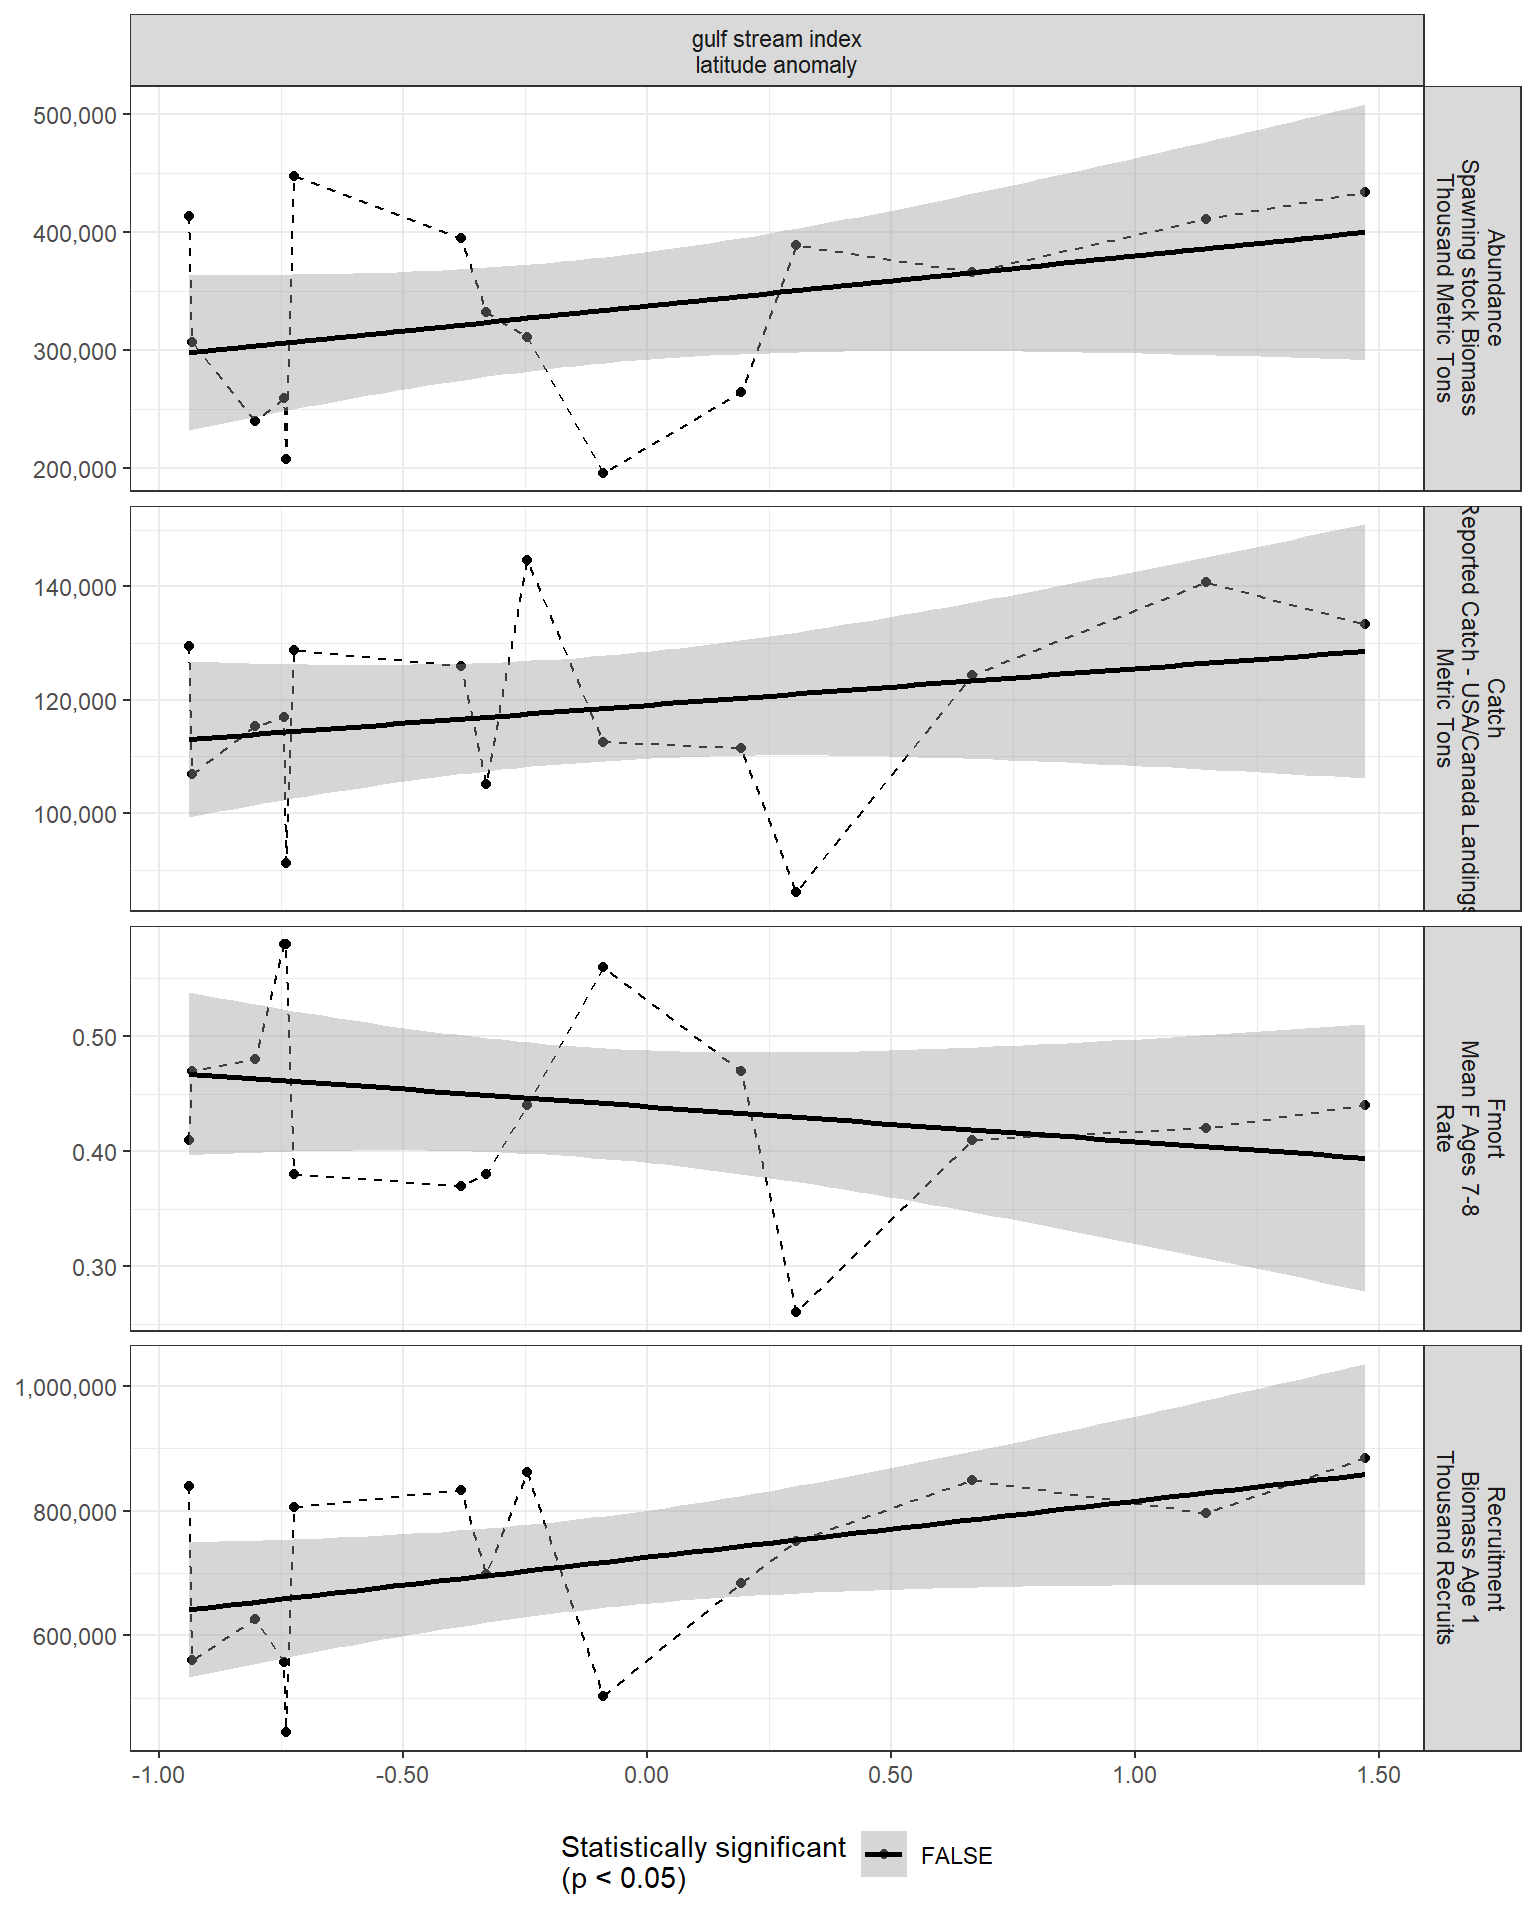 gulf stream index
latitude anomaly
500,000
400,000
300,000
200,000
Abundance
Spawning stock Biomass
Thousand Metric Tons
140,000
120,000
100,000
Catch
Reported Catch - USA/Canada Landings
Metric Tons
0.50
0.40
0.30
Fmort
Mean F Ages 7-8
Rate
1,000,000
800,000
600,000
Recruitment
Biomass Age 1
Thousand Recruits
-1.00 -0.50 0.00 0.50 1.00 1.50
Statistically significant
(p < 0.05)
FALSE